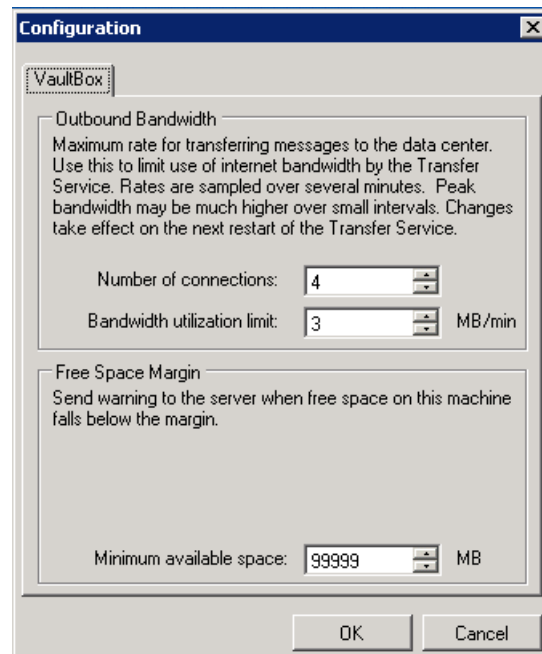 Configuration
VaultBox
Outbound Bandwidth
Maximum rate for transferring messages to the data center.
Use this to limit use of internet bandwidth by the Transfer
Service. Rates are sampled over several minutes.  Peak
bandwidth may be much higher over small intervals. Changes
take effect on the next restart of the Transfer Service.
Number of connections: 4
Bandwidth utilization limit: 3 MB/min
Free Space Margin
Send warning to the server when free space on this machine
falls below the margin.
Minimum available space: 99999 MB
OK Cancel